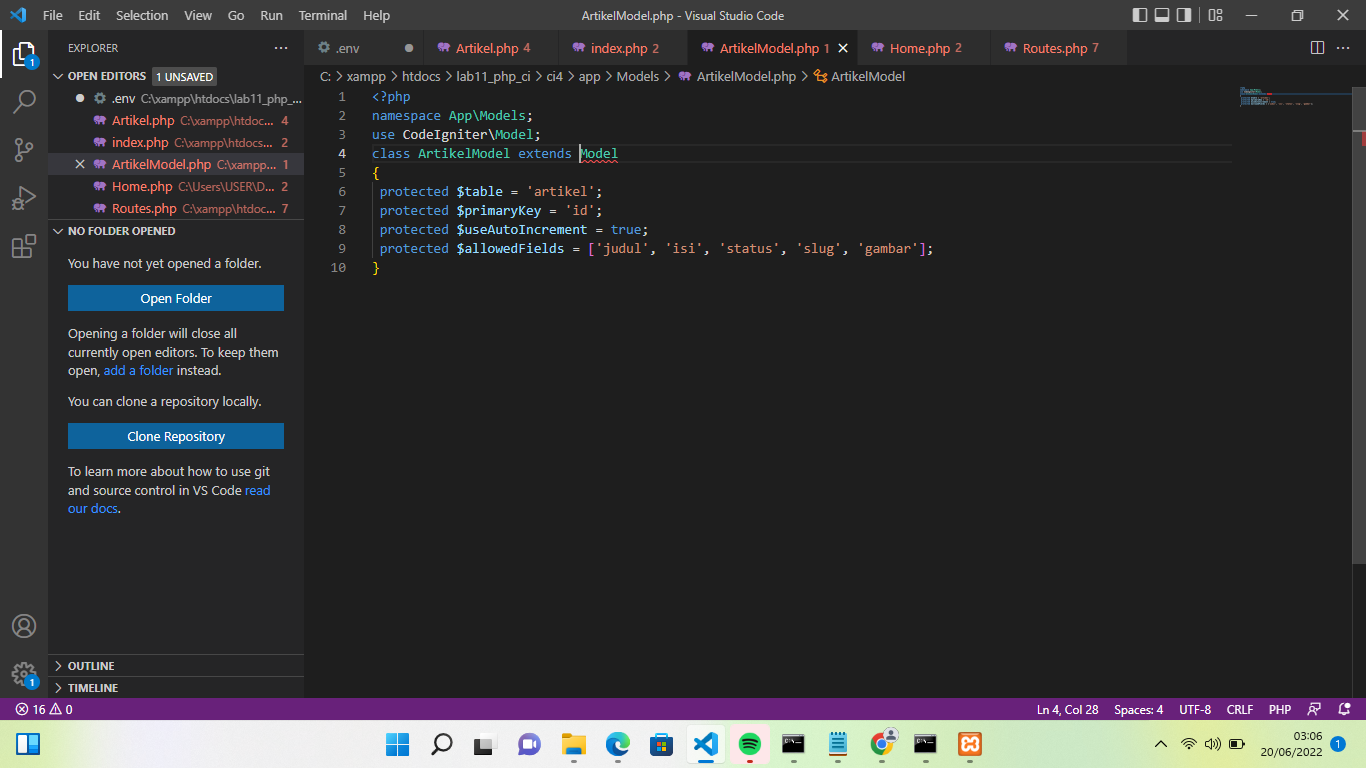 File Edit Selection View Go Run Terminal Help ArtikelModel.php - Visual Studio Code
EXPLORER
.env Artikel.php 4 index.php 2 ArtikelModel.php 1 Home.php 2 Routes.php 7
C: > xampp > htdocs > lab11_php_ci > ci4 > app > Models > ArtikelModel.php > ArtikelModel
OPEN EDITORS 1 UNSAVED
.env C:\xampp\htdocs\lab11_php_...
Artikel.php C:\xampp\htdoc... 4
index.php C:\xampp\htdocs... 2
ArtikelModel.php C:\xampp... 1
Home.php C:\Users\USER\D... 2
Routes.php C:\xampp\htdoc... 7
NO FOLDER OPENED
You have not yet opened a folder.
Open Folder
Opening a folder will close all
currently open editors. To keep them
open, add a folder instead.
You can clone a repository locally.
Clone Repository
To learn more about how to use git
and source control in VS Code read
our docs.
OUTLINE
TIMELINE
1 <?php
2 namespace App\Models;
3 use CodeIgniter\Model;
4 class ArtikelModel extends Model
5 {
6 protected $table = 'artikel';
7 protected $primaryKey = 'id';
8 protected $useAutoIncrement = true;
9 protected $allowedFields = ['judul', 'isi', 'status', 'slug', 'gambar'];
10 }
1
1
16 0 Ln 4, Col 28 Spaces: 4 UTF-8 CRLF PHP
03:06
20/06/2022 1